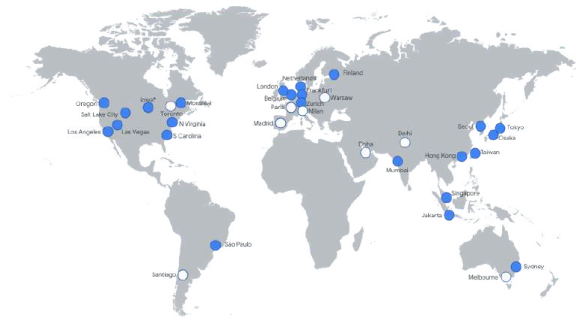 Finland
Netherlands
London
Frankfurt
Belgium
Warsaw
Zurich
Paris
Milan
Madrid
Oregon
Iowa
Montréal
Salt Lake City
Toronto
N Virginia
Los Angeles
Las Vegas
S Carolina
Seoul
Tokyo
Osaka
Doha
Delhi
Hong Kong
Taiwan
Mumbai
Singapore
Jakarta
São Paulo
Santiago
Sydney
Melbourne